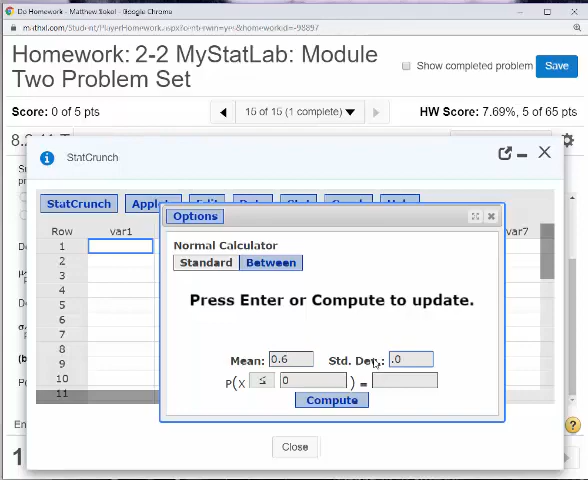 Do Homework - Matthew Sokol - Google Chrome
Homework: 2-2 MyStatLab: Module
Two Problem Set
Show completed problem
Save
Score: 0 of 5 pts
15 of 15 (1 complete)
HW Score: 7.69%, 5 of 65 pts
StatCrunch
StatCrunch
Options
Row
var1
var7
1
2
3
4
5
6
7
8
9
10
11
Normal Calculator
Standard
Between
Press Enter or Compute to update.
Mean: 0.6
Std. Dev.: .0
P(X ≤ 0 ) =
Compute
Close